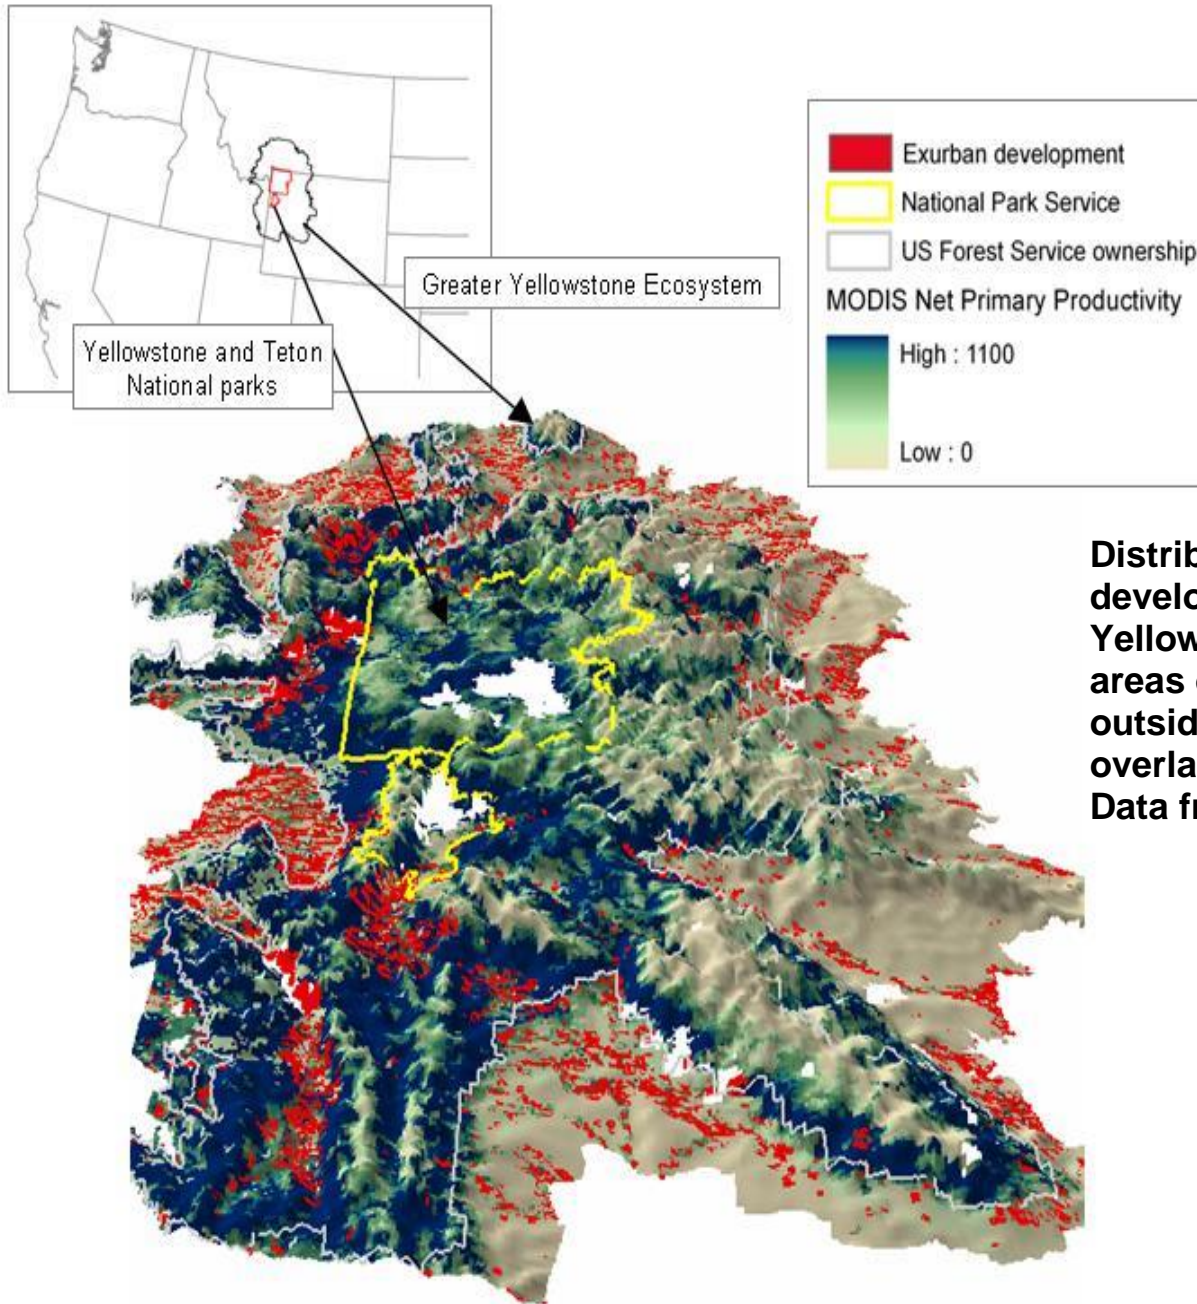 Greater Yellowstone Ecosystem
Yellowstone and Teton
National parks
Exurban development
National Park Service
US Forest Service ownership
MODIS Net Primary Productivity
High : 1100
Low : 0
Distrib
develo
Yellow
areas
outsid
overla
Data f